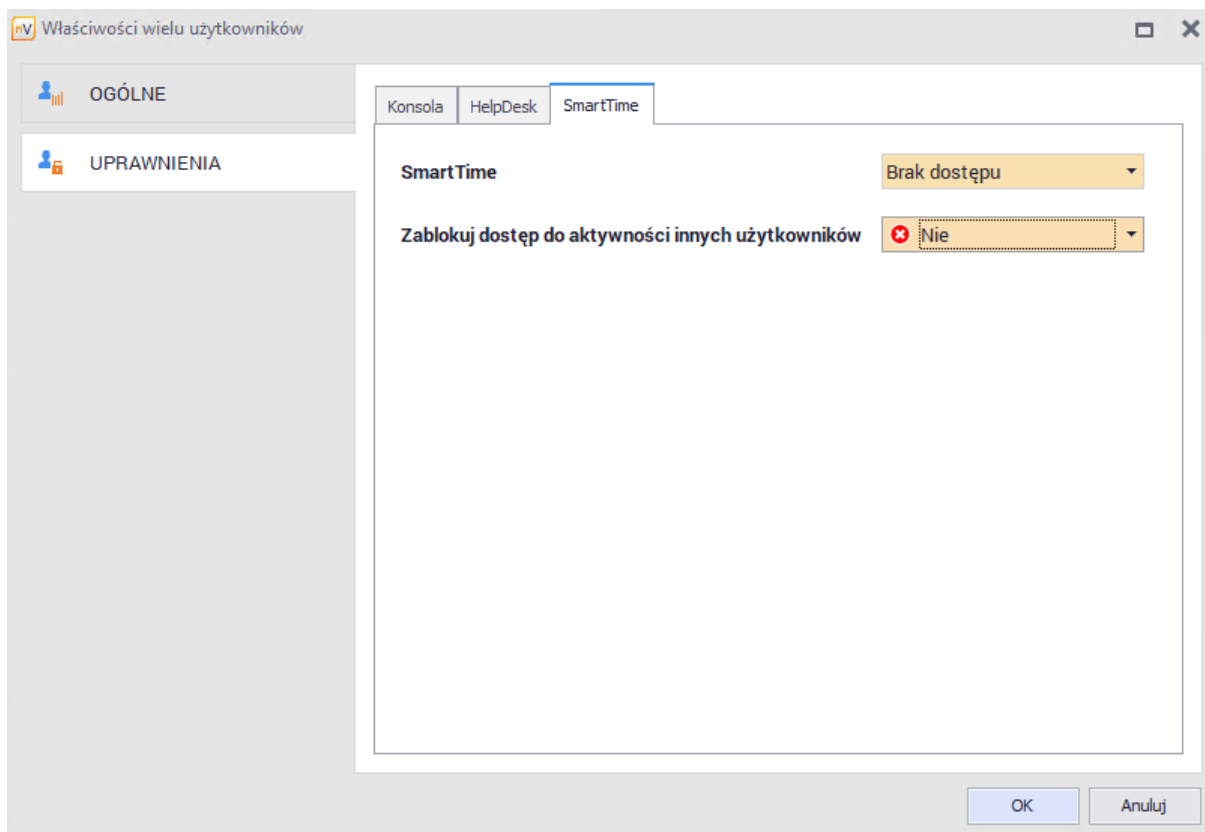 nV Właściwości wielu użytkowników
OGÓLNE
UPRAWNIENIA
Konsola HelpDesk SmartTime
SmartTime Brak dostępu
Zablokuj dostęp do aktywności innych użytkowników Nie
OK Anuluj